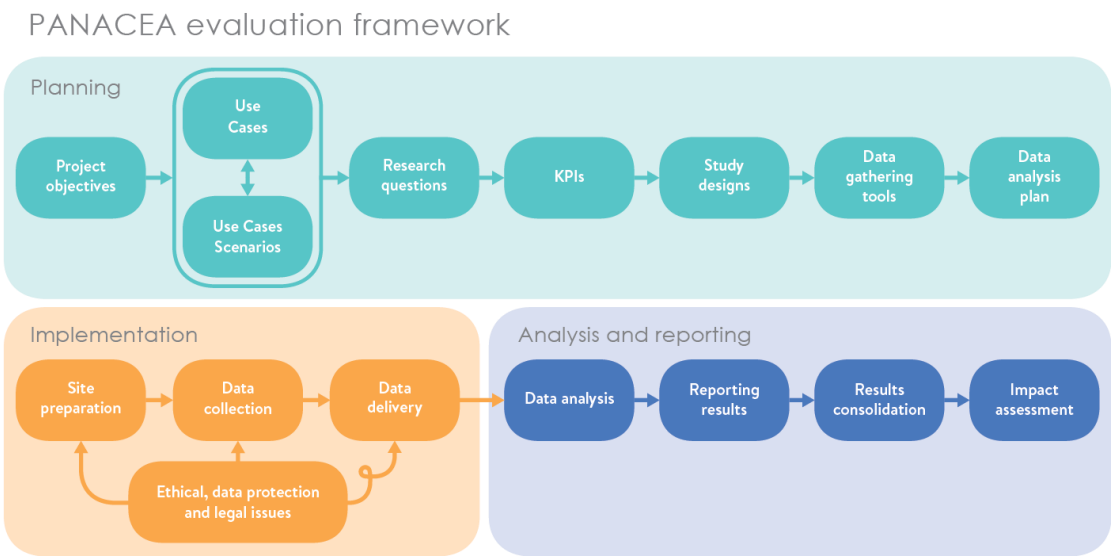 PANACEA evaluation framework
Planning
Project
objectives
Use
Cases
Use Cases
Scenarios
Research
questions
KPIs
Study
designs
Data
gathering
tools
Data
analysis
plan
Implementation
Site
preparation
Data
collection
Data
delivery
Ethical, data protection
and legal issues
Analysis and reporting
Data analysis
Reporting
results
Results
consolidation
Impact
assessment